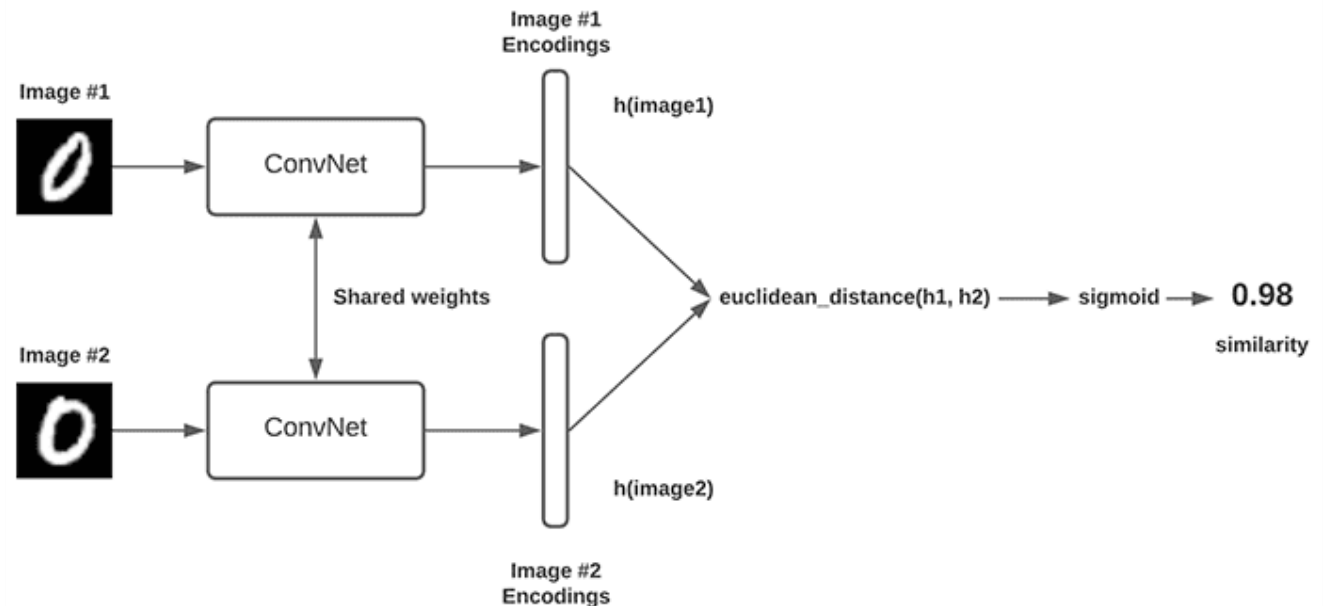 Image #1
Encodings
Image #1
h(image1)
ConvNet
Shared weights
euclidean_distance(h1, h2)
sigmoid
0.98
similarity
Image #2
ConvNet
h(image2)
Image #2
Encodings